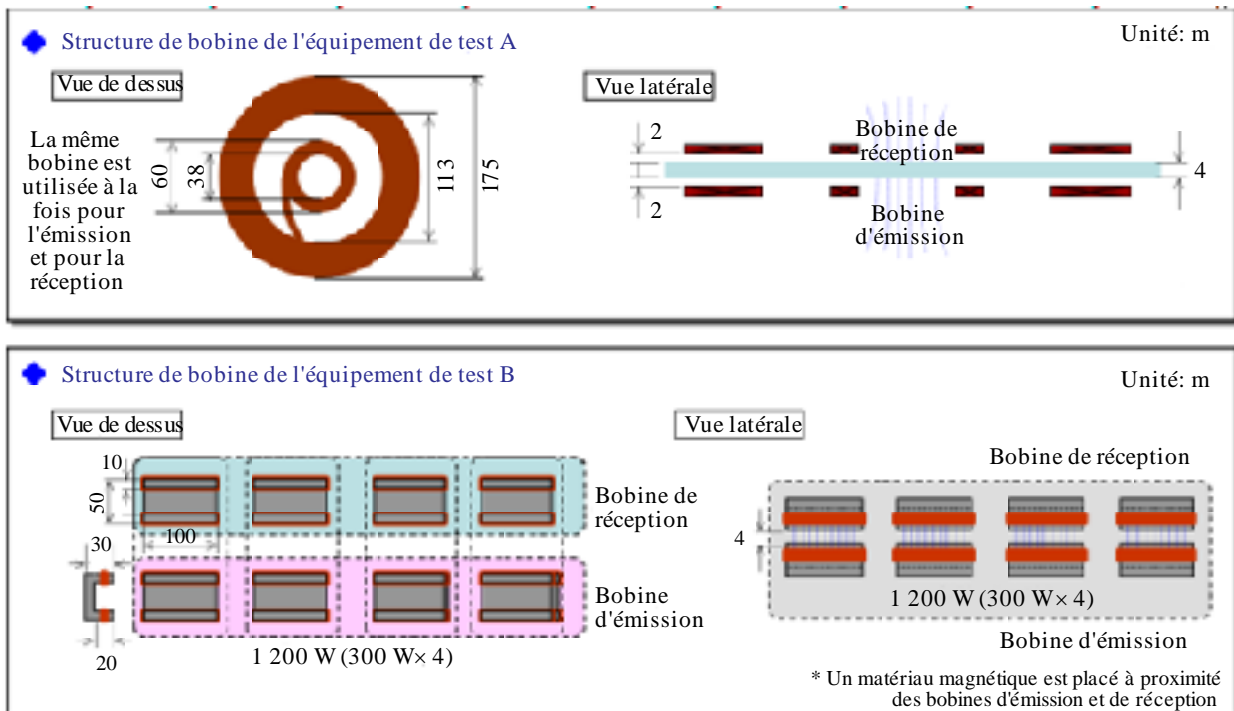 Structure de bobine de l'équipement de test A
Unité: m
Vue de dessus
Vue latérale
La même
bobine est
utilisée à la
fois pour
l'émission
et pour la
réception
60
38
113
175
2
2
Bobine de
réception
Bobine
d'émission
4
Structure de bobine de l'équipement de test B
Unité: m
Vue de dessus
Vue latérale
10
50
100
30
20
Bobine de
réception
Bobine
d'émission
1 200 W (300 W× 4)
Bobine de réception
4
1 200 W (300 W× 4)
Bobine d'émission
* Un matériau magnétique est placé à proximité
des bobines d'émission et de réception